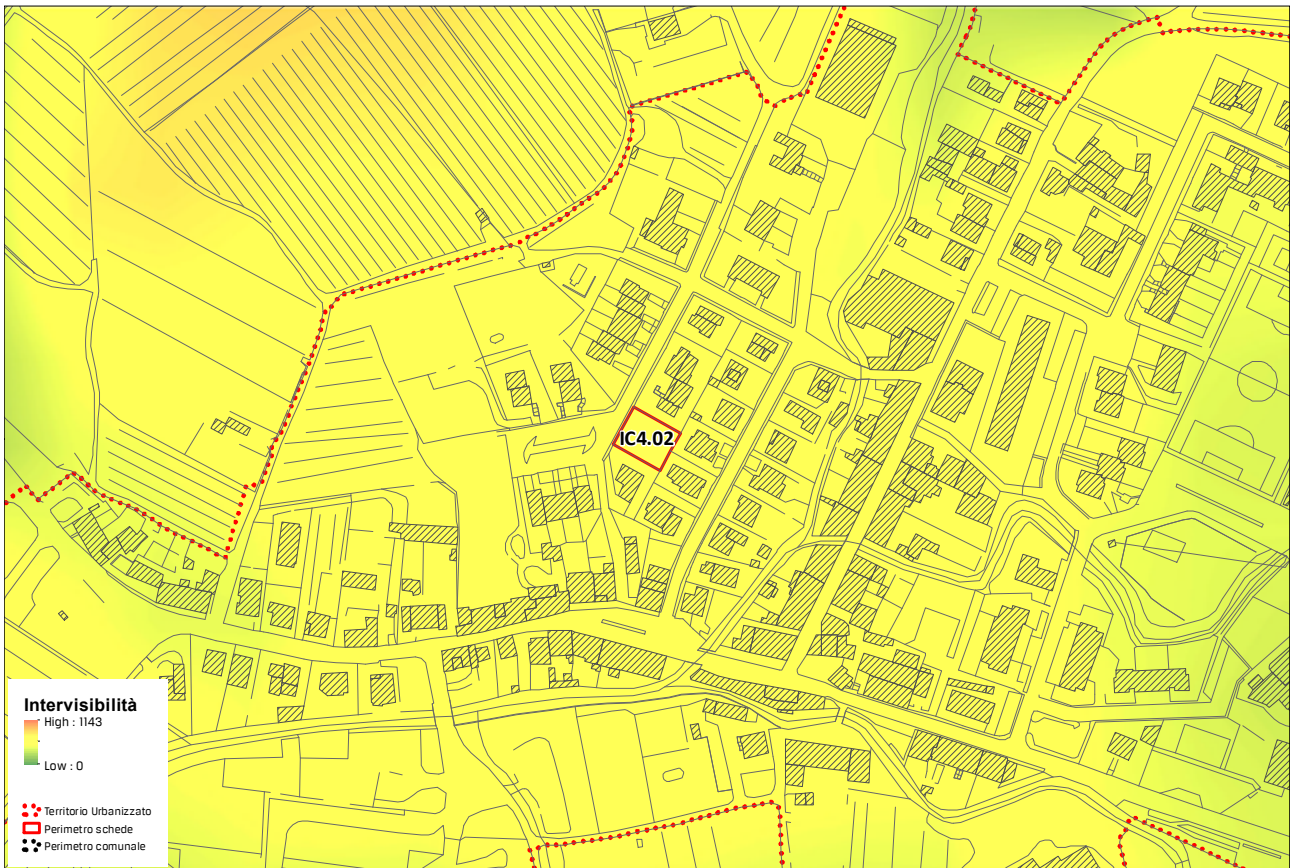 IC4.02
Intervisibilità
High : 1143
Low : 0
Territorio Urbanizzato
Perimetro schede
Perimetro comunale